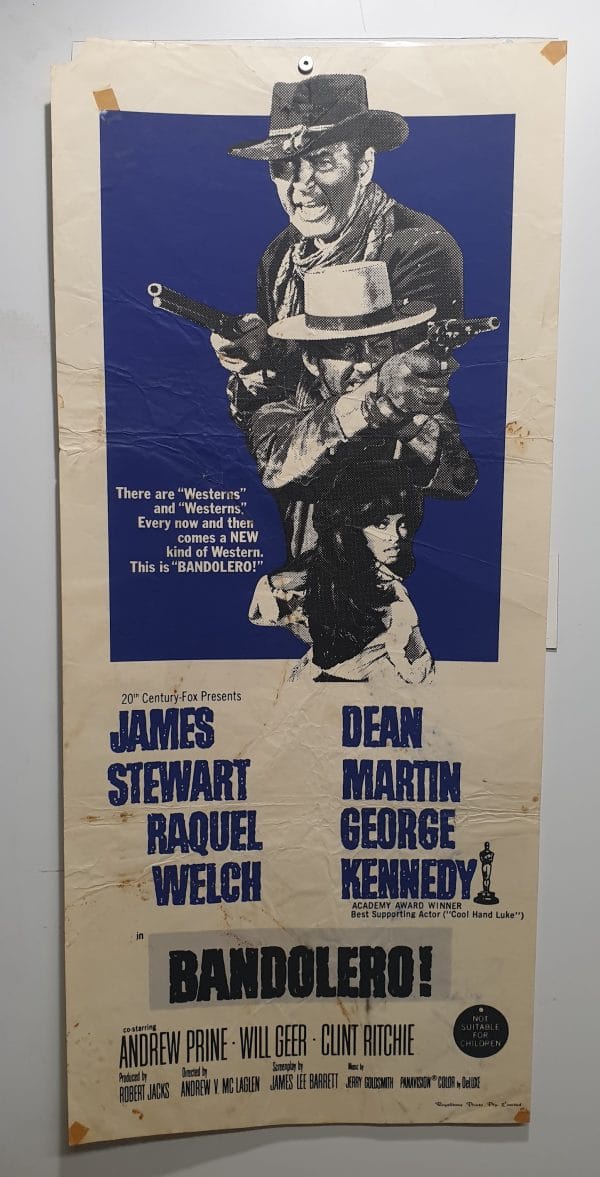 There are "Westerns"
and "Westerns."
Every now and then
comes a NEW
kind of Western.
This is "BANDOLERO!"
20th Century-Fox Presents
JAMES
STEWART
DEAN
MARTIN
RAQUEL
WELCH
GEORGE
KENNEDY
ACADEMY AWARD WINNER
Best Supporting Actor ("Cool Hand Luke")
in
BANDOLERO!
co-starring
ANDREW PRINE · WILL GEER · CLINT RITCHIE
NOT
SUITABLE
FOR
CHILDREN
Produced by
ROBERT JACKS
Directed by
ANDREW V. MC LAGLEN
Screenplay by
JAMES LEE BARRETT
Music by
JERRY GOLDSMITH
PANAVISION® COLOR by DeLUXE